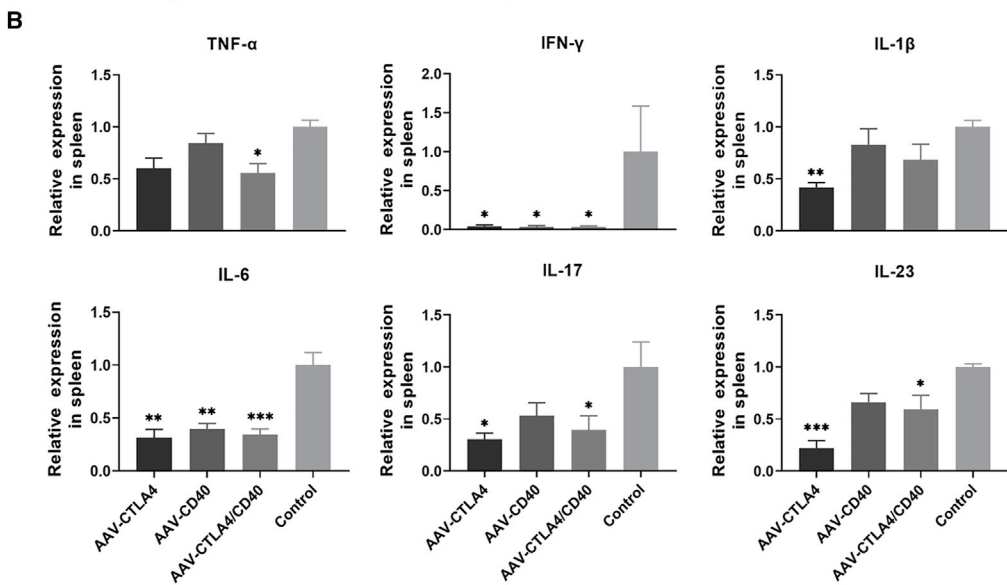 B
TNF-α
Relative expression
in spleen
1.5
1.0
0.5
0.0
*
IFN-γ
Relative expression
in spleen
2.0
1.5
1.0
0.5
0.0
*
*
*
IL-1β
Relative expression
in spleen
1.5
1.0
0.5
0.0
**
IL-6
Relative expression
in spleen
1.5
1.0
0.5
0.0
**
**
***
AAV-CTLA4
AAV-CD40
AAV-CTLA4/CD40
Control
IL-17
Relative expression
in spleen
1.5
1.0
0.5
0.0
*
*
AAV-CTLA4
AAV-CD40
AAV-CTLA4/CD40
Control
IL-23
Relative expression
in spleen
1.5
1.0
0.5
0.0
***
*
AAV-CTLA4
AAV-CD40
AAV-CTLA4/CD40
Control